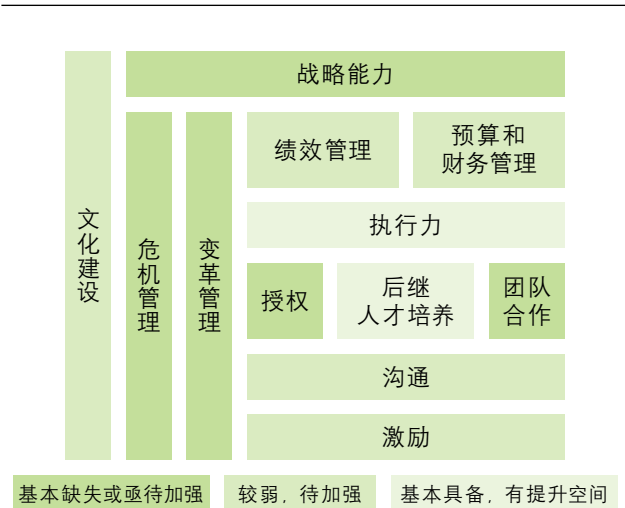 战略能力
文化建设
危机管理
变革管理
绩效管理
预算和
财务管理
执行力
授权
后继
人才培养
团队
合作
沟通
激励
基本缺失或亟待加强
较弱，待加强
基本具备，有提升空间